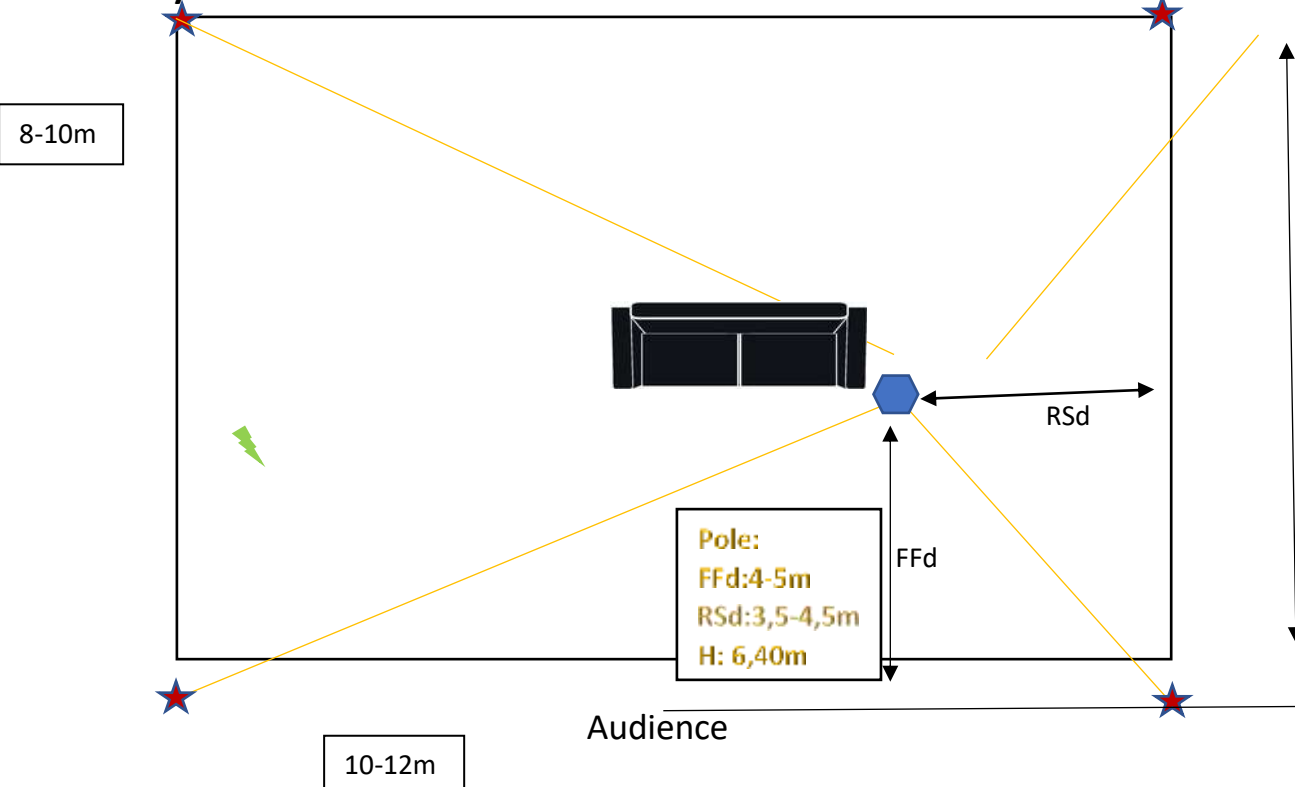 8-10m
RSd
Pole:
FFd:4-5m
RSd:3,5-4,5m
H: 6,40m
FFd
Audience
10-12m